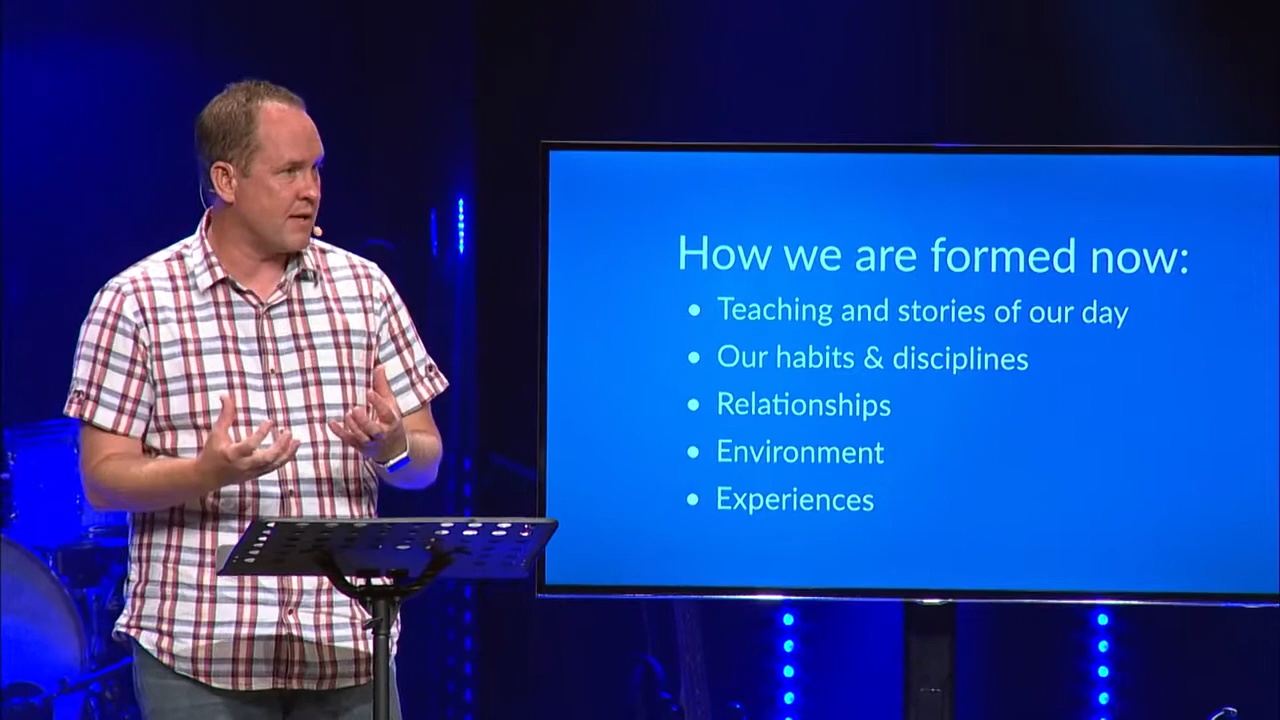 How we are formed now:
• Teaching and stories of our day
• Our habits & disciplines
• Relationships
• Environment
• Experiences